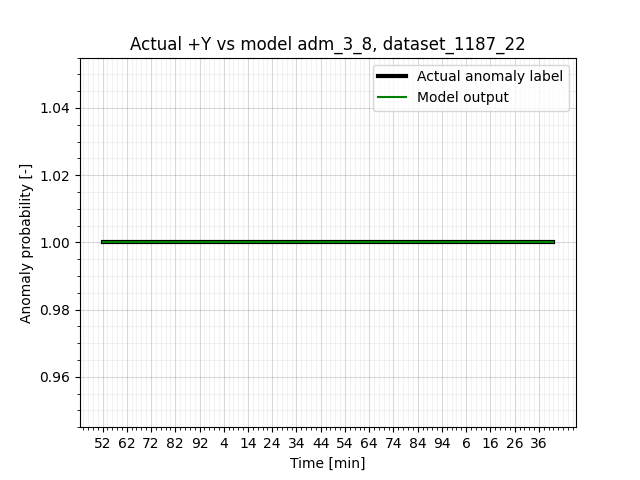 Actual +Y vs model adm_3_8, dataset_1187_22
Actual anomaly label
Model output
Anomaly probability [-]
1.04
1.02
1.00
0.98
0.96
52 62 72 82 92 4 14 24 34 44 54 64 74 84 94 6 16 26 36
Time [min]